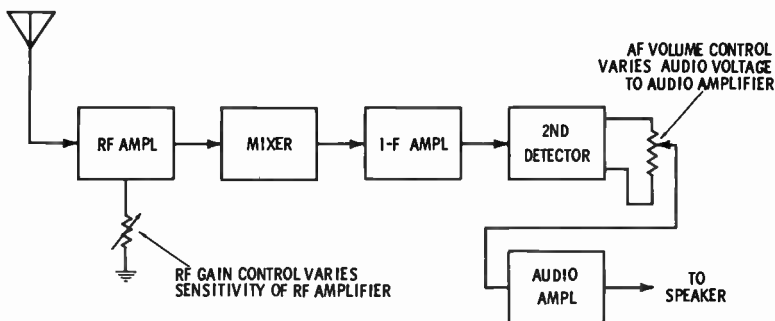 AF VOLUME CONTROL
VARIES AUDIO VOLTAGE
TO AUDIO AMPLIFIER
RF AMPL
MIXER
I-F AMPL
2ND
DETECTOR
RF GAIN CONTROL VARIES
SENSITIVITY OF RF AMPLIFIER
AUDIO
AMPL
TO
SPEAKER